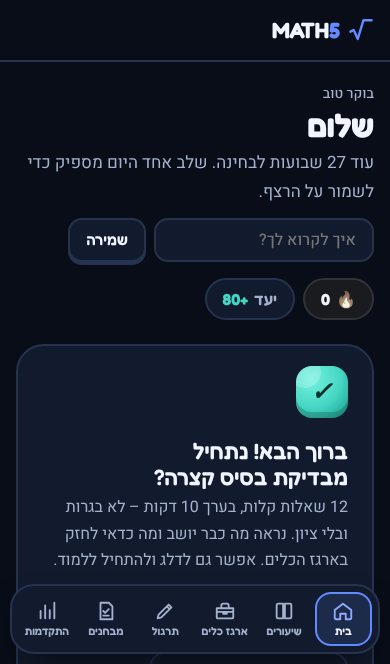 MATH5
בוקר טוב
שלום
עוד 27 שבועות לבחינה. שלב אחד היום מספיק כדי
לשמור על הרצף.
איך לקרוא לך?
שמירה
0
יעד 80+
ברוך הבא! נתחיל
מבדיקת בסיס קצרה?
12 שאלות קלות, בערך 10 דקות – לא בגרות
ובלי ציון. נראה מה כבר יושב ומה כדאי לחזק
בארגז הכלים. אפשר גם לדלג ולהתחיל ללמוד.
בית
שיעורים
ארגז כלים
תרגול
מבחנים
התקדמות